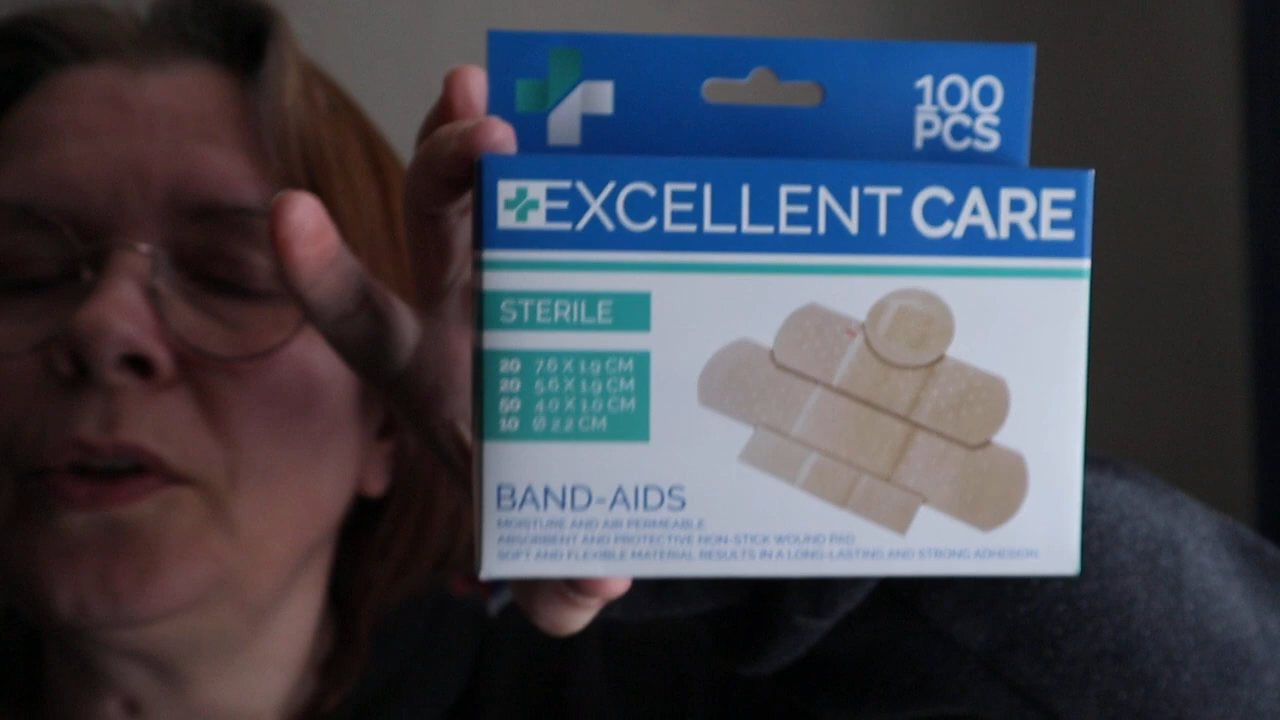 100
PCS
EXCELLENT CARE
STERILE
20 7.6 X 1.9 CM
20 5.6 X 1.9 CM
50 4.0 X 1.0 CM
10 Ø 2.2 CM
BAND-AIDS
MOISTURE AND AIR PERMEABLE
ABSORBENT AND PROTECTIVE NON-STICK WOUND PAD
SOFT AND FLEXIBLE MATERIAL RESULTS IN A LONG-LASTING AND STRONG ADHESION